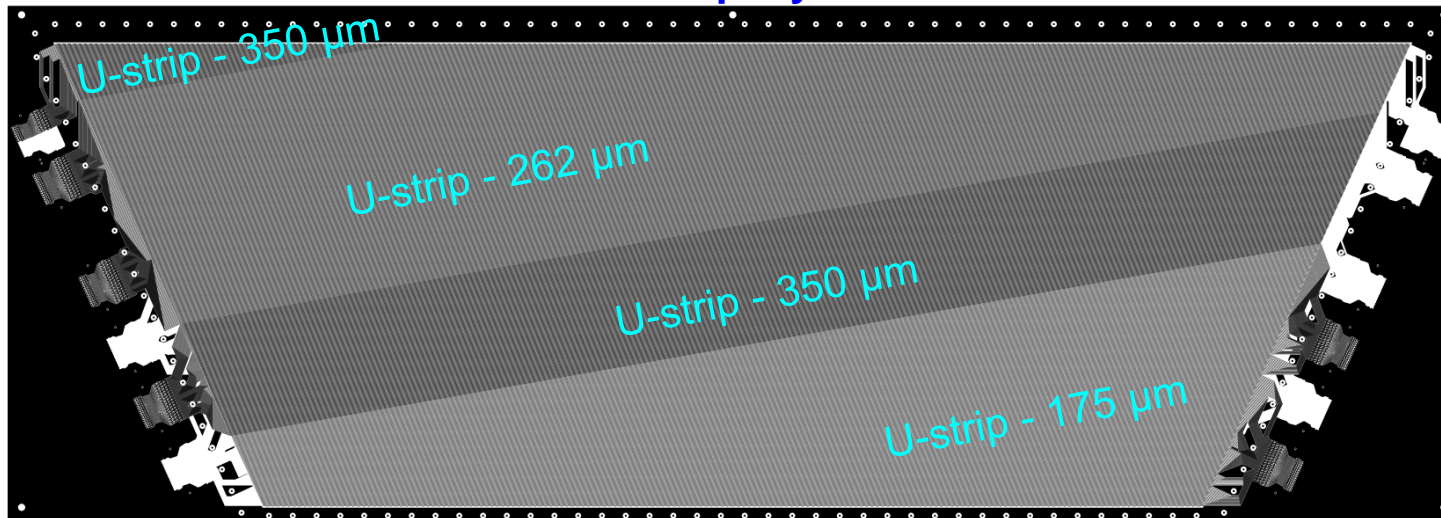 U-strip - 350 μm
U-strip - 262 μm
U-strip - 350 μm
U-strip - 175 μm